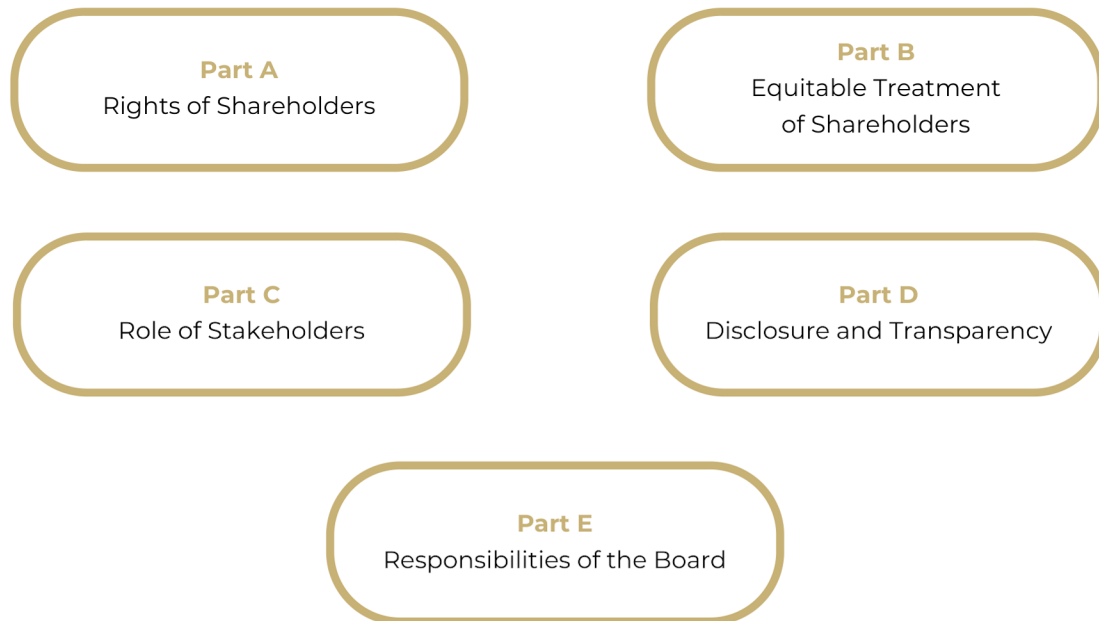 Part A
Rights of Shareholders
Part B
Equitable Treatment
of Shareholders
Part C
Role of Stakeholders
Part D
Disclosure and Transparency
Part E
Responsibilities of the Board